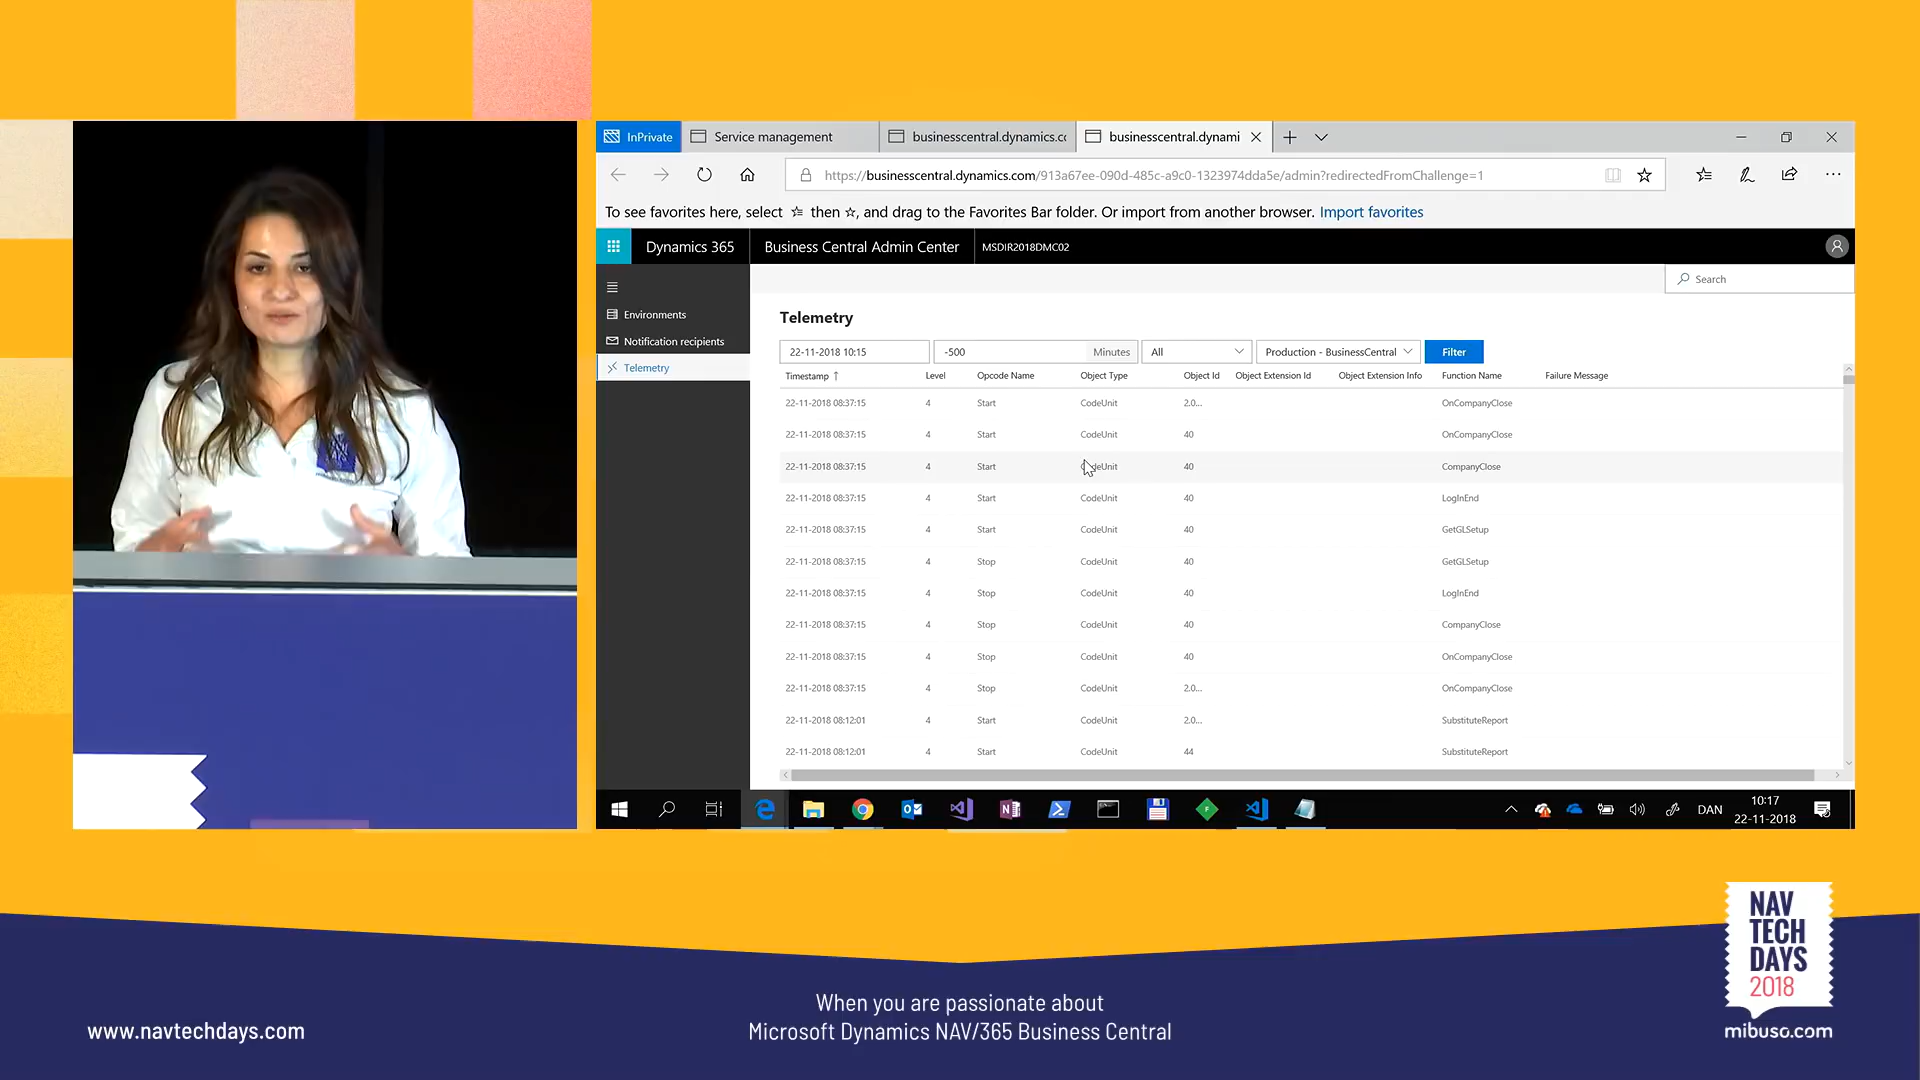 InPrivate
Service management
businesscentral.dynamics.co
businesscentral.dynami
https://businesscentral.dynamics.com/913a67ee-090d-485c-a9c0-1323974dda5e/admin?redirectedFromChallenge=1
To see favorites here, select then , and drag to the Favorites Bar folder. Or import from another browser. Import favorites
Dynamics 365 Business Central Admin Center MSDIR2018DMC02
Search
Environments
Notification recipients
Telemetry
Telemetry
22-11-2018 10:15 -500 Minutes All Production - BusinessCentral Filter
Timestamp Level Opcode Name Object Type Object Id Object Extension Id Object Extension Info Function Name Failure Message
22-11-2018 08:37:15 4 Start CodeUnit 2.0... OnCompanyClose
22-11-2018 08:37:15 4 Start CodeUnit 40 OnCompanyClose
22-11-2018 08:37:15 4 Start CodeUnit 40 CompanyClose
22-11-2018 08:37:15 4 Start CodeUnit 40 LogInEnd
22-11-2018 08:37:15 4 Start CodeUnit 40 GetGLSetup
22-11-2018 08:37:15 4 Stop CodeUnit 40 GetGLSetup
22-11-2018 08:37:15 4 Stop CodeUnit 40 LogInEnd
22-11-2018 08:37:15 4 Stop CodeUnit 40 CompanyClose
22-11-2018 08:37:15 4 Stop CodeUnit 40 OnCompanyClose
22-11-2018 08:37:15 4 Stop CodeUnit 2.0... OnCompanyClose
22-11-2018 08:12:01 4 Start CodeUnit 2.0... SubstituteReport
22-11-2018 08:12:01 4 Start CodeUnit 44 SubstituteReport
DAN
10:17
22-11-2018
NAV
TECH
DAYS
2018
mibuso.com
When you are passionate about
Microsoft Dynamics NAV/365 Business Central
www.navtechdays.com